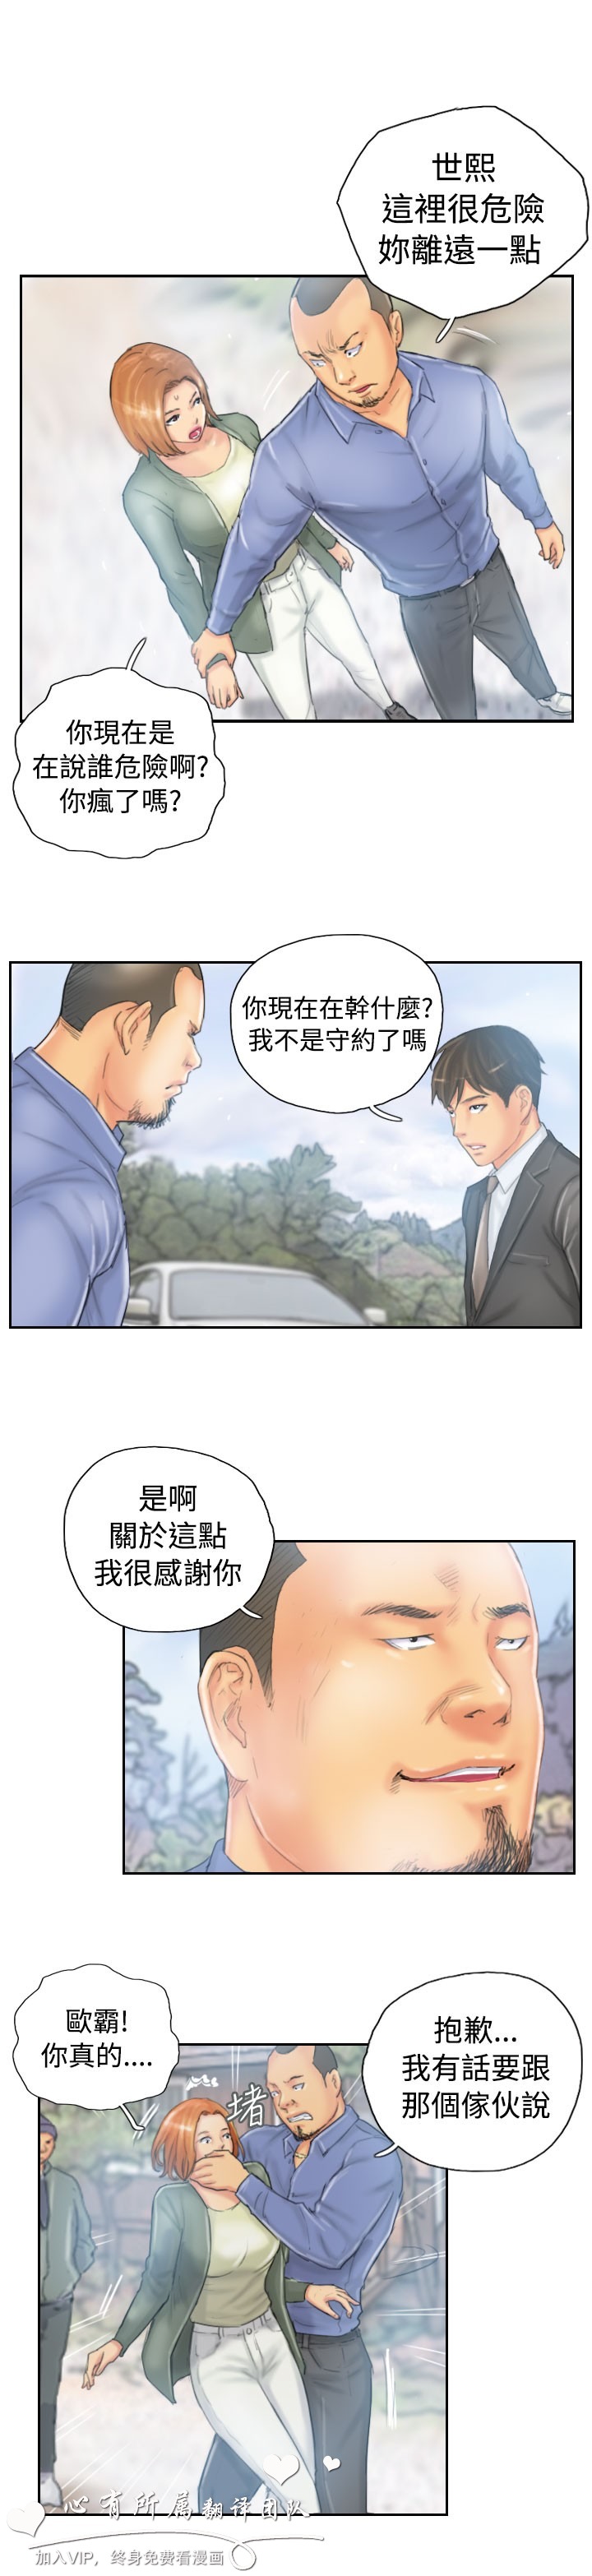 世熙
這裡很危險
妳離遠一點
你現在是
在說誰危險啊?
你瘋了嗎?
你現在在幹什麼?
我不是守約了嗎
是啊
關於這點
我很感謝你
歐霸!
你真的....
抱歉...
我有話要跟
那個傢伙說
堵
心有所属翻译团队
加入VIP，终身免费看漫画